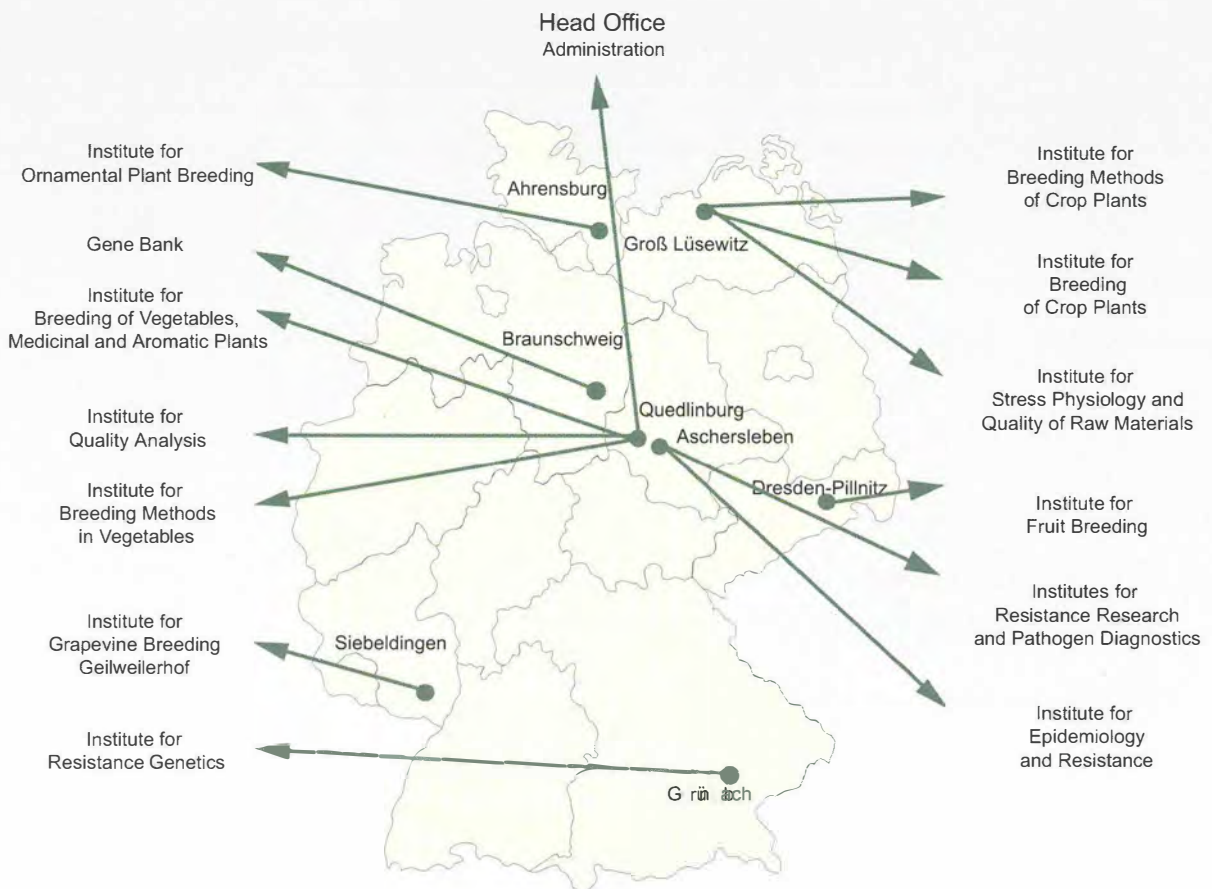 Head Office
Administration
Institute for
Ornamental Plant Breeding
Gene Bank
Institute for
Breeding of Vegetables,
Medicinal and Aromatic Plants
Institute for
Quality Analysis
Institute for
Breeding Methods
in Vegetables
Institute for
Grapevine Breeding
Geilweilerhof
Institute for
Resistance Genetics
Ahrensburg
Groß Lüsewitz
Braunschweig
Quedlinburg
Aschersleben
Dresden-Pillnitz
Siebeldingen
Grünbach
Institute for
Breeding Methods
of Crop Plants
Institute for
Breeding
of Crop Plants
Institute for
Stress Physiology and
Quality of Raw Materials
Institute for
Fruit Breeding
Institutes for
Resistance Research
and Pathogen Diagnostics
Institute for
Epidemiology
and Resistance